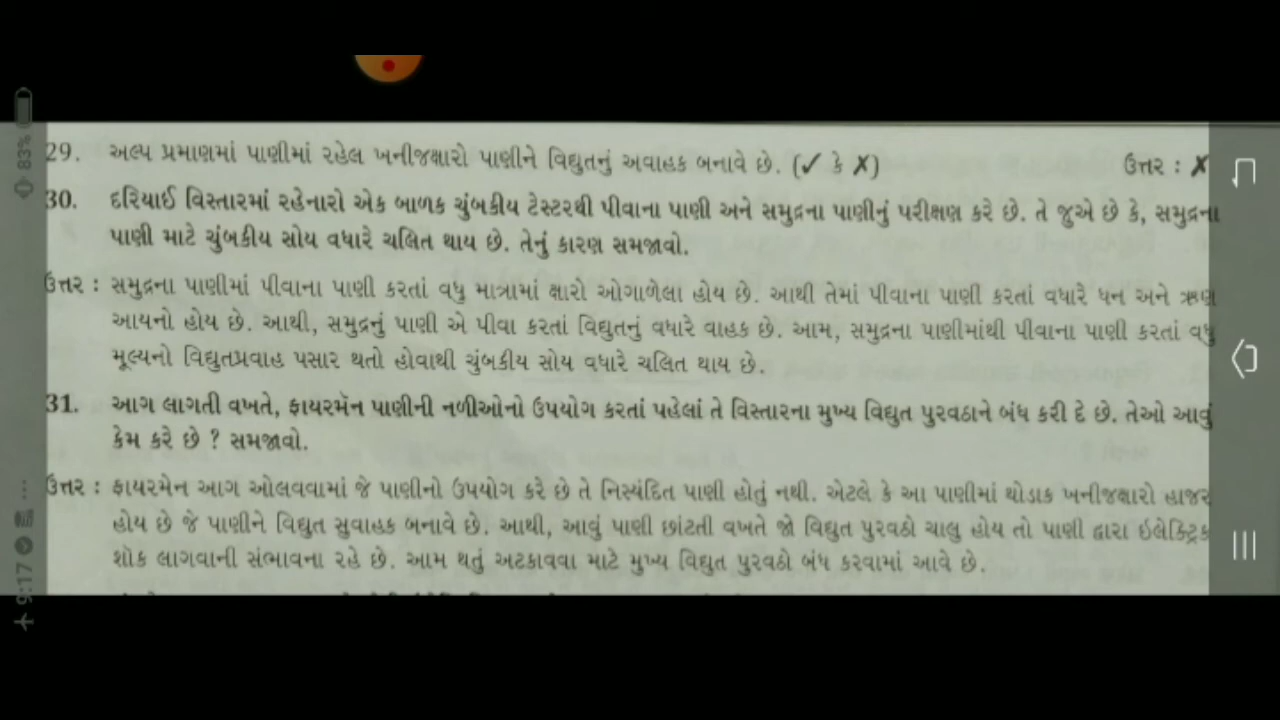 29. અલ્પ પ્રમાણમાં પાણીમાં રહેલ ખનીજક્ષારો પાણીને વિદ્યુતનું અવાહક બનાવે છે. (✓ કે ✗) ઉત્તર : ✗
30. દરિયાઈ વિસ્તારમાં રહેનારો એક બાળક ચુંબકીય ટેસ્ટરથી પીવાના પાણી અને સમુદ્રના પાણીનું પરીક્ષણ કરે છે. તે જુએ છે કે, સમુદ્રના
પાણી માટે ચુંબકીય સોય વધારે ચલિત થાય છે. તેનું કારણ સમજાવો.
ઉત્તર : સમુદ્રના પાણીમાં પીવાના પાણી કરતાં વધુ માત્રામાં ક્ષારો ઓગાળેલા હોય છે. આથી તેમાં પીવાના પાણી કરતાં વધારે ધન અને ઋણ
આયનો હોય છે. આથી, સમુદ્રનું પાણી એ પીવા કરતાં વિદ્યુતનું વધારે વાહક છે. આમ, સમુદ્રના પાણીમાંથી પીવાના પાણી કરતાં વધુ
મૂલ્યનો વિદ્યુતપ્રવાહ પસાર થતો હોવાથી ચુંબકીય સોય વધારે ચલિત થાય છે.
31. આગ લાગતી વખતે, ફાયરમૅન પાણીની નળીઓનો ઉપયોગ કરતાં પહેલાં તે વિસ્તારના મુખ્ય વિદ્યુત પુરવઠાને બંધ કરી દે છે. તેઓ આવું
કેમ કરે છે ? સમજાવો.
ઉત્તર : ફાયરમેન આગ ઓલવવામાં જે પાણીનો ઉપયોગ કરે છે તે નિસ્યંદિત પાણી હોતું નથી. એટલે કે આ પાણીમાં થોડાક ખનીજક્ષારો હાજર
હોય છે જે પાણીને વિદ્યુત સુવાહક બનાવે છે. આથી, આવું પાણી છાંટતી વખતે જો વિદ્યુત પુરવઠો ચાલુ હોય તો પાણી દ્વારા ઇલેક્ટ્રિક
શૉક લાગવાની સંભાવના રહે છે. આમ થતું અટકાવવા માટે મુખ્ય વિદ્યુત પુરવઠો બંધ કરવામાં આવે છે.
83%
9:17